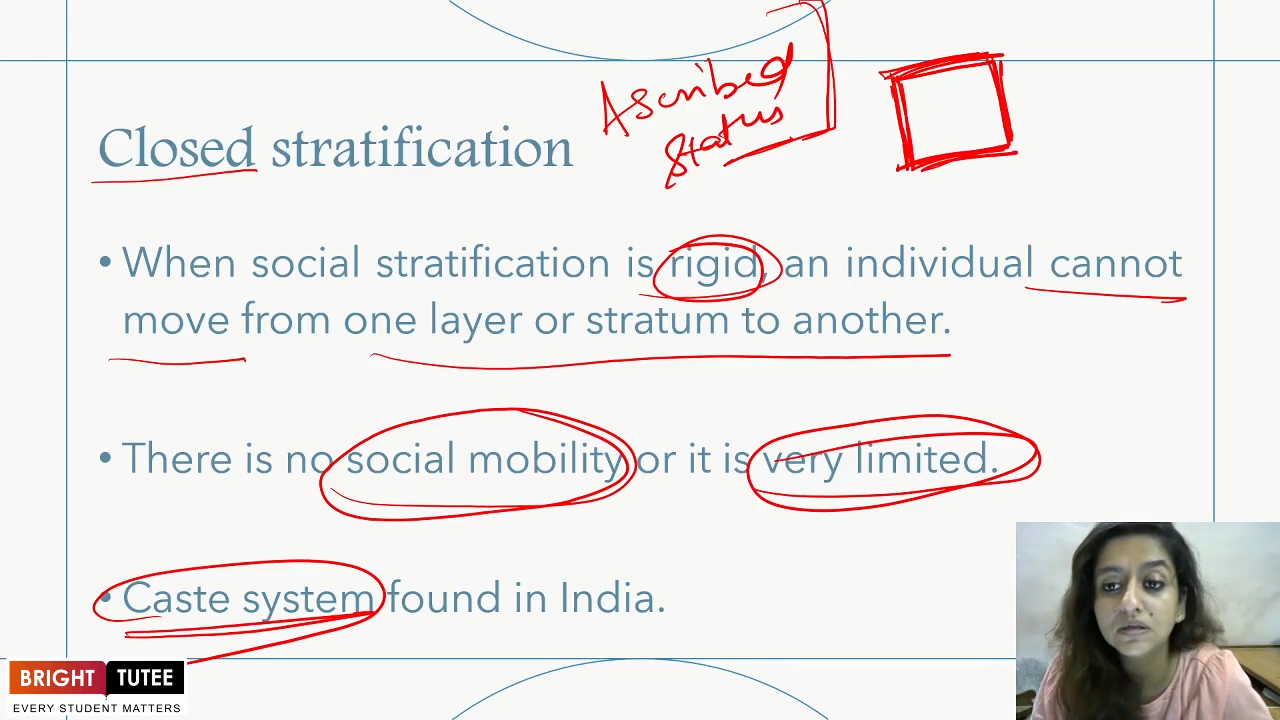 Ascribed
status
Closed stratification
• When social stratification is rigid, an individual cannot
move from one layer or stratum to another.
• There is no social mobility or it is very limited.
• Caste system found in India.
BRIGHT TUTEE
EVERY STUDENT MATTERS